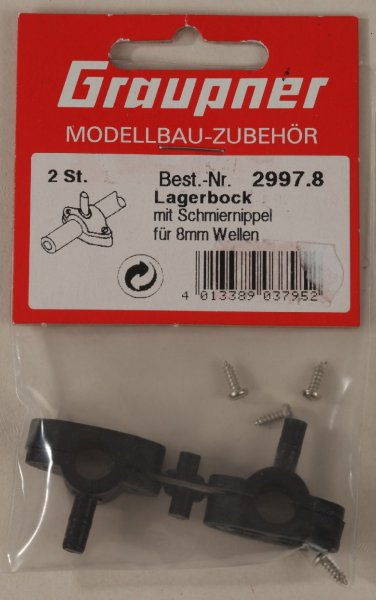 Graupner
MODELLBAU-ZUBEHÖR
2 St. Best.-Nr. 2997.8
Lagerbock
mit Schmiernippel
für 8mm Wellen
4 013389 037952